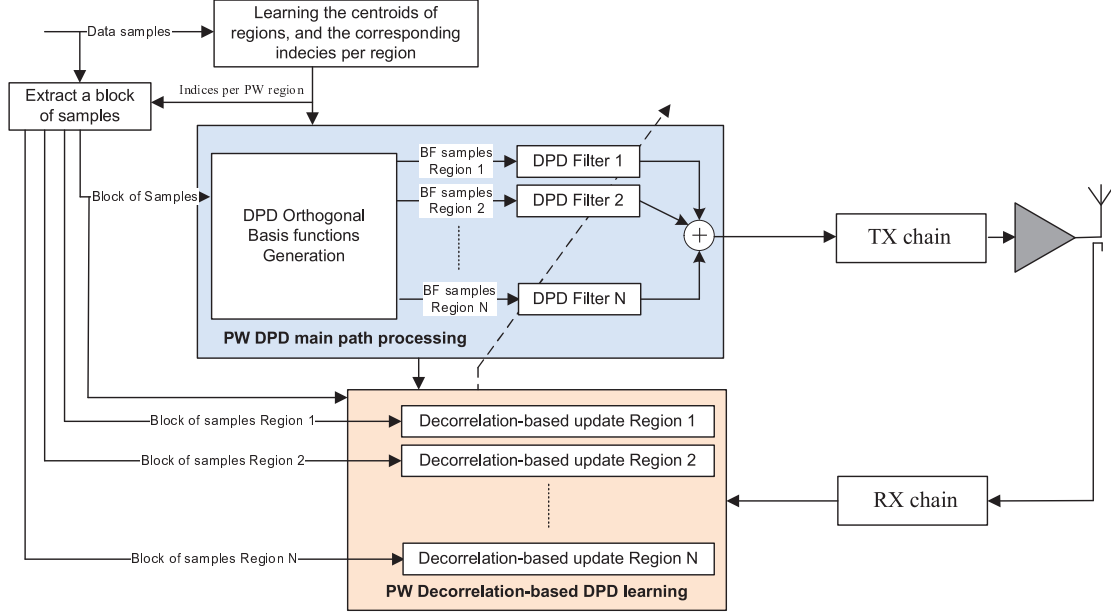 Data samples
Learning the centroids of
regions, and the corresponding
indecies per region
Extract a block
of samples
Indices per PW region
Block of Samples
DPD Orthogonal
Basis functions
Generation
BF samples
Region 1
DPD Filter 1
BF samples
Region 2
DPD Filter 2
BF samples
Region N
DPD Filter N
+
PW DPD main path processing
TX chain
Block of samples Region 1
Decorrelation-based update Region 1
Block of samples Region 2
Decorrelation-based update Region 2
RX chain
Block of samples Region N
Decorrelation-based update Region N
PW Decorrelation-based DPD learning